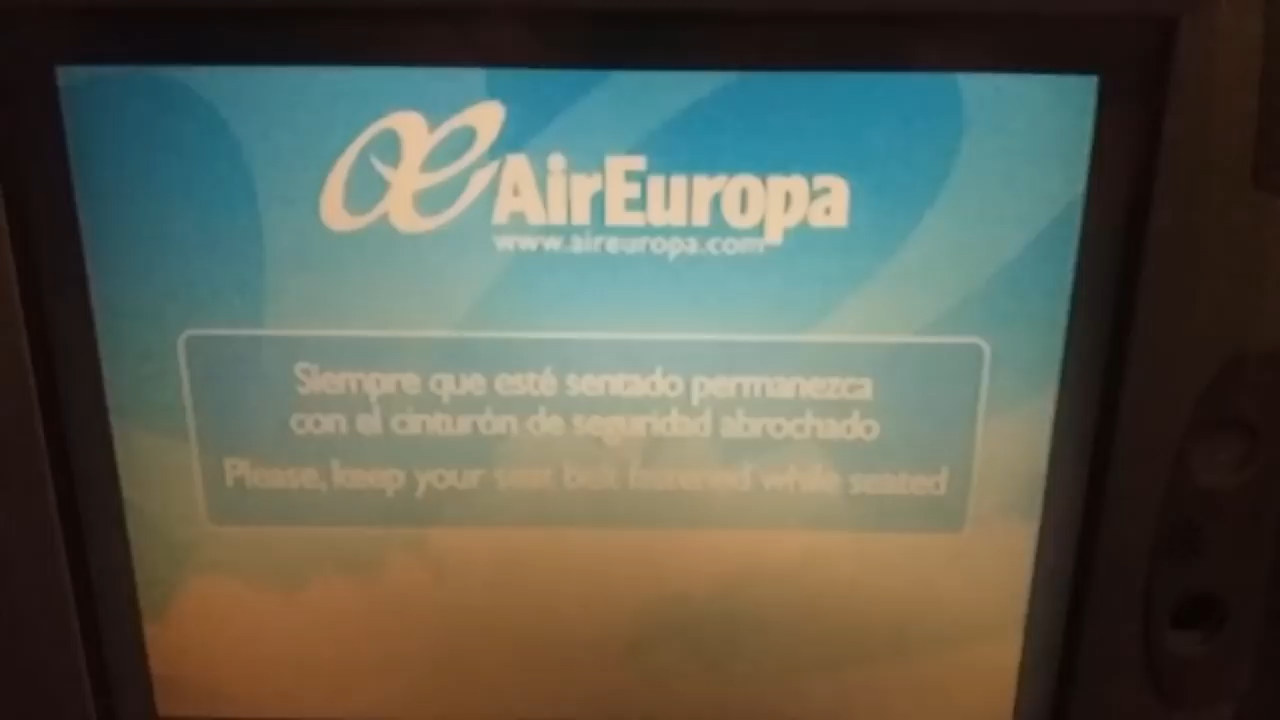 AirEuropa
www.aireuropa.com
Siempre que esté sentado permanezca
con el cinturón de seguridad abrochado
Please, keep your seat belt fastened while seated